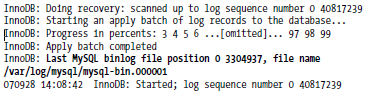 InnoDB: Doing recovery: scanned up to log sequence number 0 40817239
InnoDB: Starting an apply batch of log records to the database...
InnoDB: Progress in percents: 3 4 5 6 ...[omitted]... 97 98 99
InnoDB: Apply batch completed
InnoDB: Last MySQL binlog file position 0 3304937, file name
/var/log/mysql/mysql-bin.000001
070928 14:08:42 InnoDB: Started; log sequence number 0 40817239